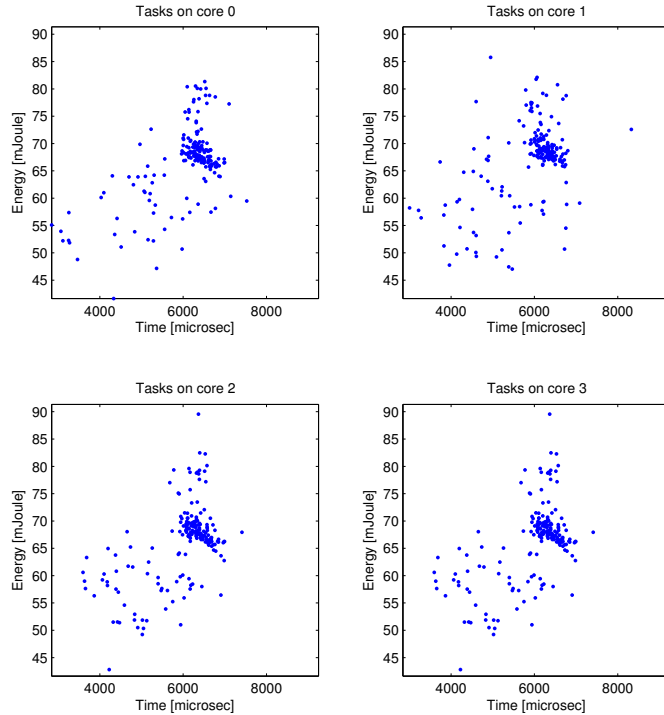 Tasks on core 0
Energy [mJoule]
90
85
80
75
70
65
60
55
50
45
4000 6000 8000
Time [microsec]
Tasks on core 1
Energy [mJoule]
90
85
80
75
70
65
60
55
50
45
4000 6000 8000
Time [microsec]
Tasks on core 2
Energy [mJoule]
90
85
80
75
70
65
60
55
50
45
4000 6000 8000
Time [microsec]
Tasks on core 3
Energy [mJoule]
90
85
80
75
70
65
60
55
50
45
4000 6000 8000
Time [microsec]